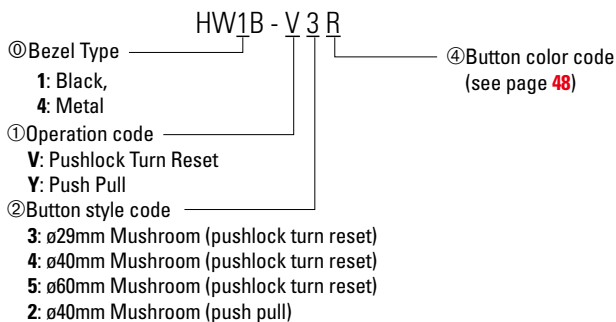 HW1B - V 3 R
⓪Bezel Type
1: Black,
4: Metal
①Operation code
V: Pushlock Turn Reset
Y: Push Pull
②Button style code
3: ø29mm Mushroom (pushlock turn reset)
4: ø40mm Mushroom (pushlock turn reset)
5: ø60mm Mushroom (pushlock turn reset)
2: ø40mm Mushroom (push pull)
④Button color code
(see page 48)